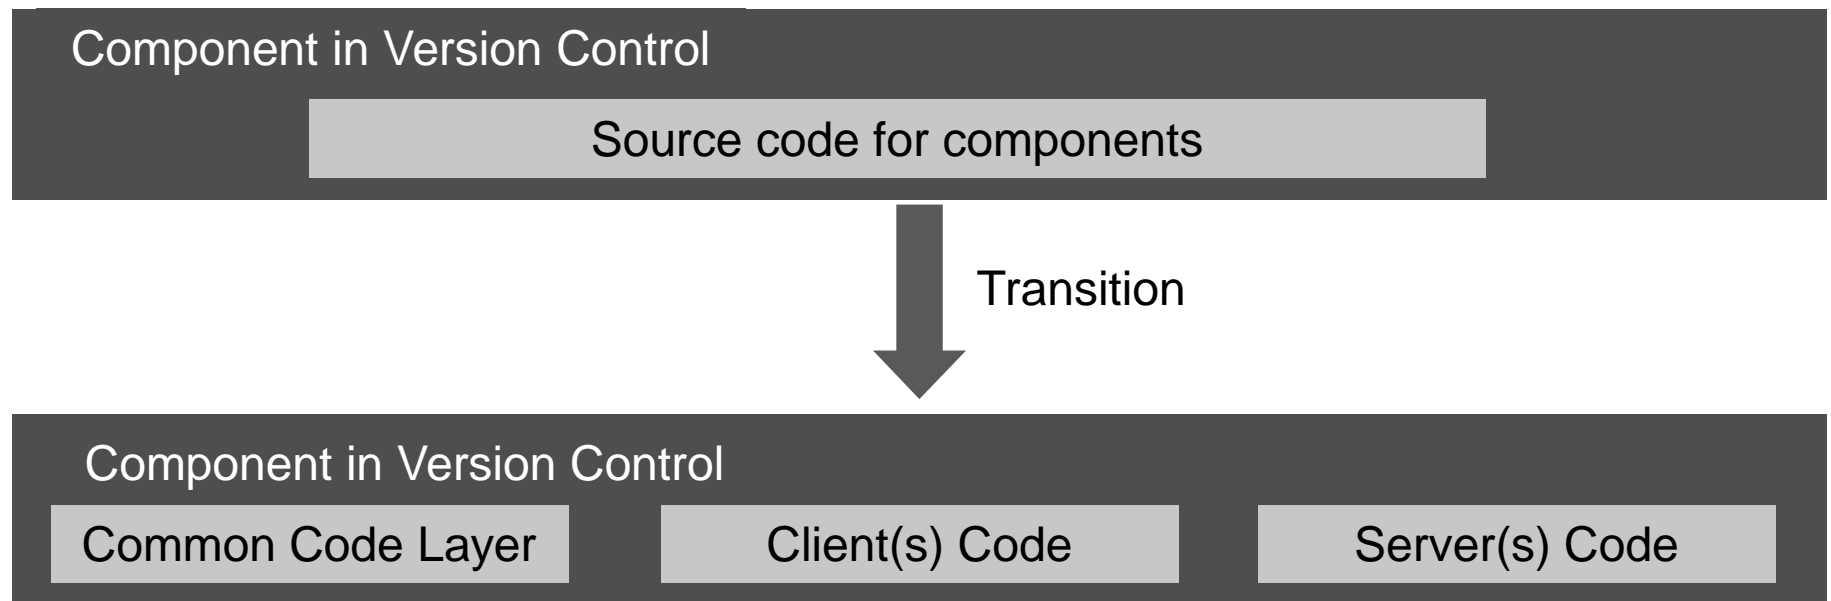 Component in Version Control
Source code for components
Transition
Component in Version Control
Common Code Layer
Client(s) Code
Server(s) Code